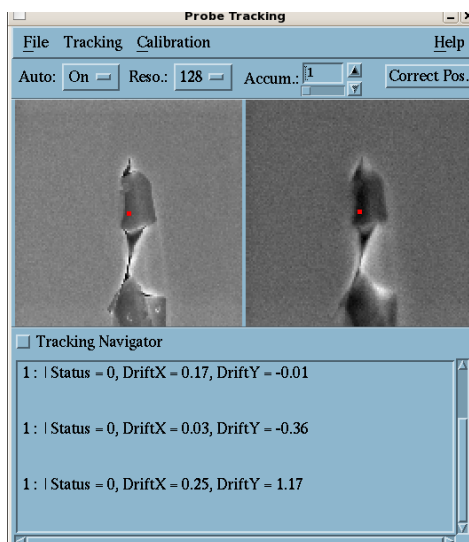 Probe Tracking
File Tracking Calibration Help
Auto: On Reso.: 128 Accum.: 1 Correct Pos.
Tracking Navigator
1 : | Status = 0, DriftX = 0.17, DriftY = -0.01
1 : | Status = 0, DriftX = 0.03, DriftY = -0.36
1 : | Status = 0, DriftX = 0.25, DriftY = 1.17